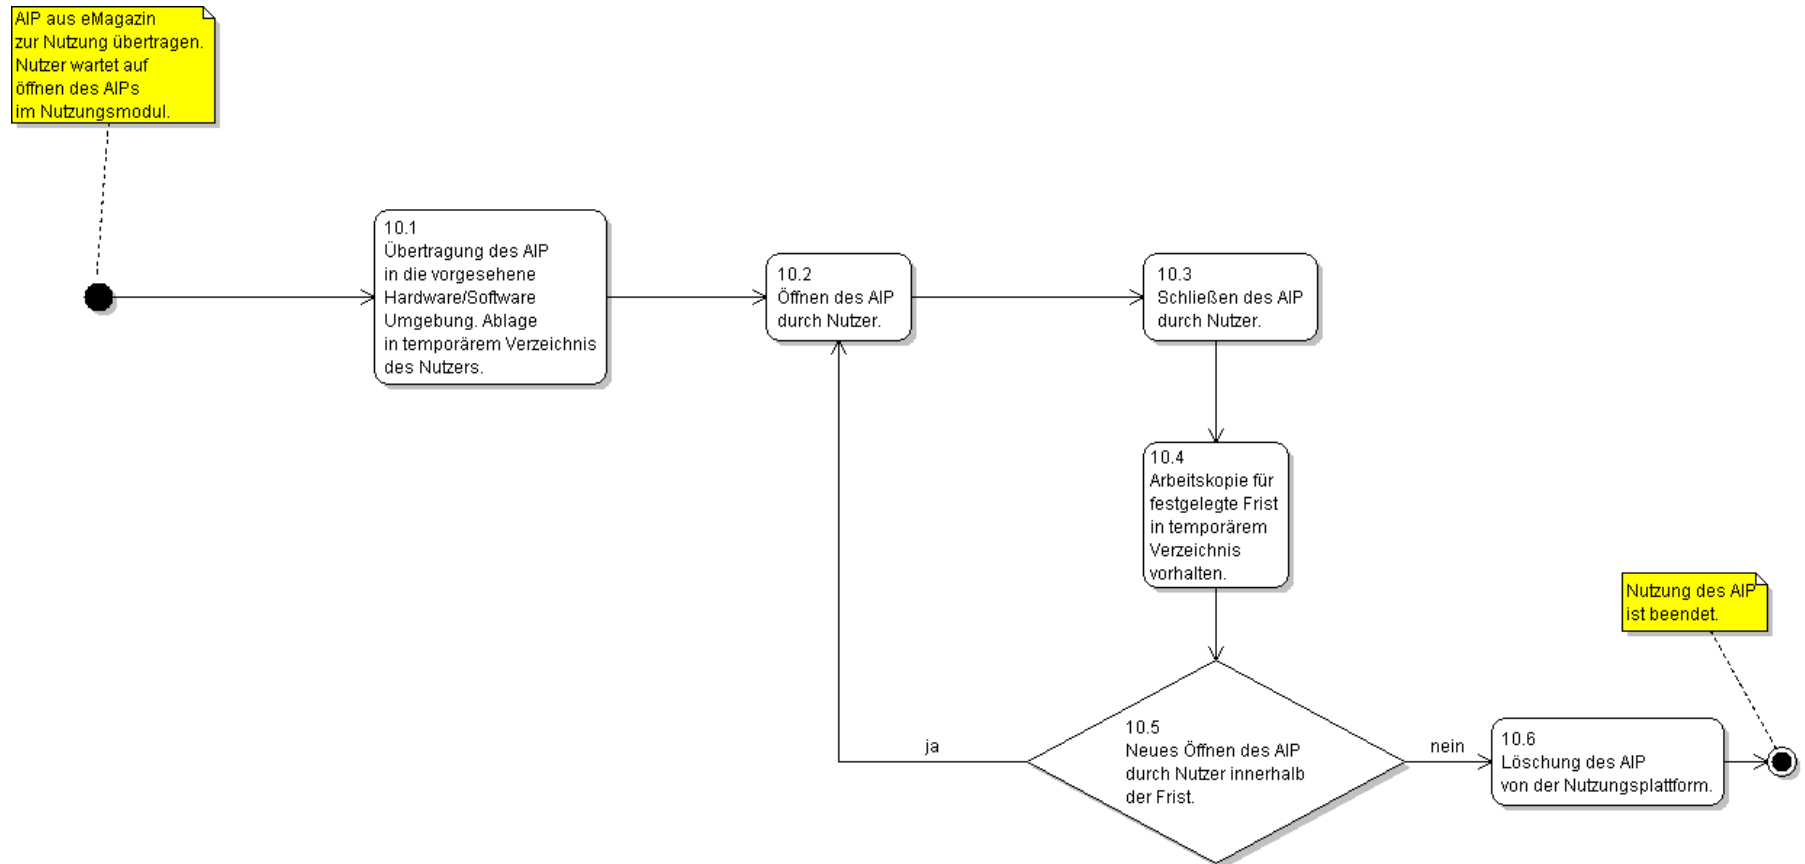 AIP aus eMagazin
zur Nutzung übertragen.
Nutzer wartet auf
öffnen des AIPs
im Nutzungsmodul.
10.1
Übertragung des AIP
in die vorgesehene
Hardware/Software
Umgebung. Ablage
in temporärem Verzeichnis
des Nutzers.
10.2
Öffnen des AIP
durch Nutzer.
10.3
Schließen des AIP
durch Nutzer.
10.4
Arbeitskopie für
festgelegte Frist
in temporärem
Verzeichnis
vorhalten.
10.5
Neues Öffnen des AIP
durch Nutzer innerhalb
der Frist.
ja
nein
10.6
Löschung des AIP
von der Nutzungsplattform.
Nutzung des AIP
ist beendet.